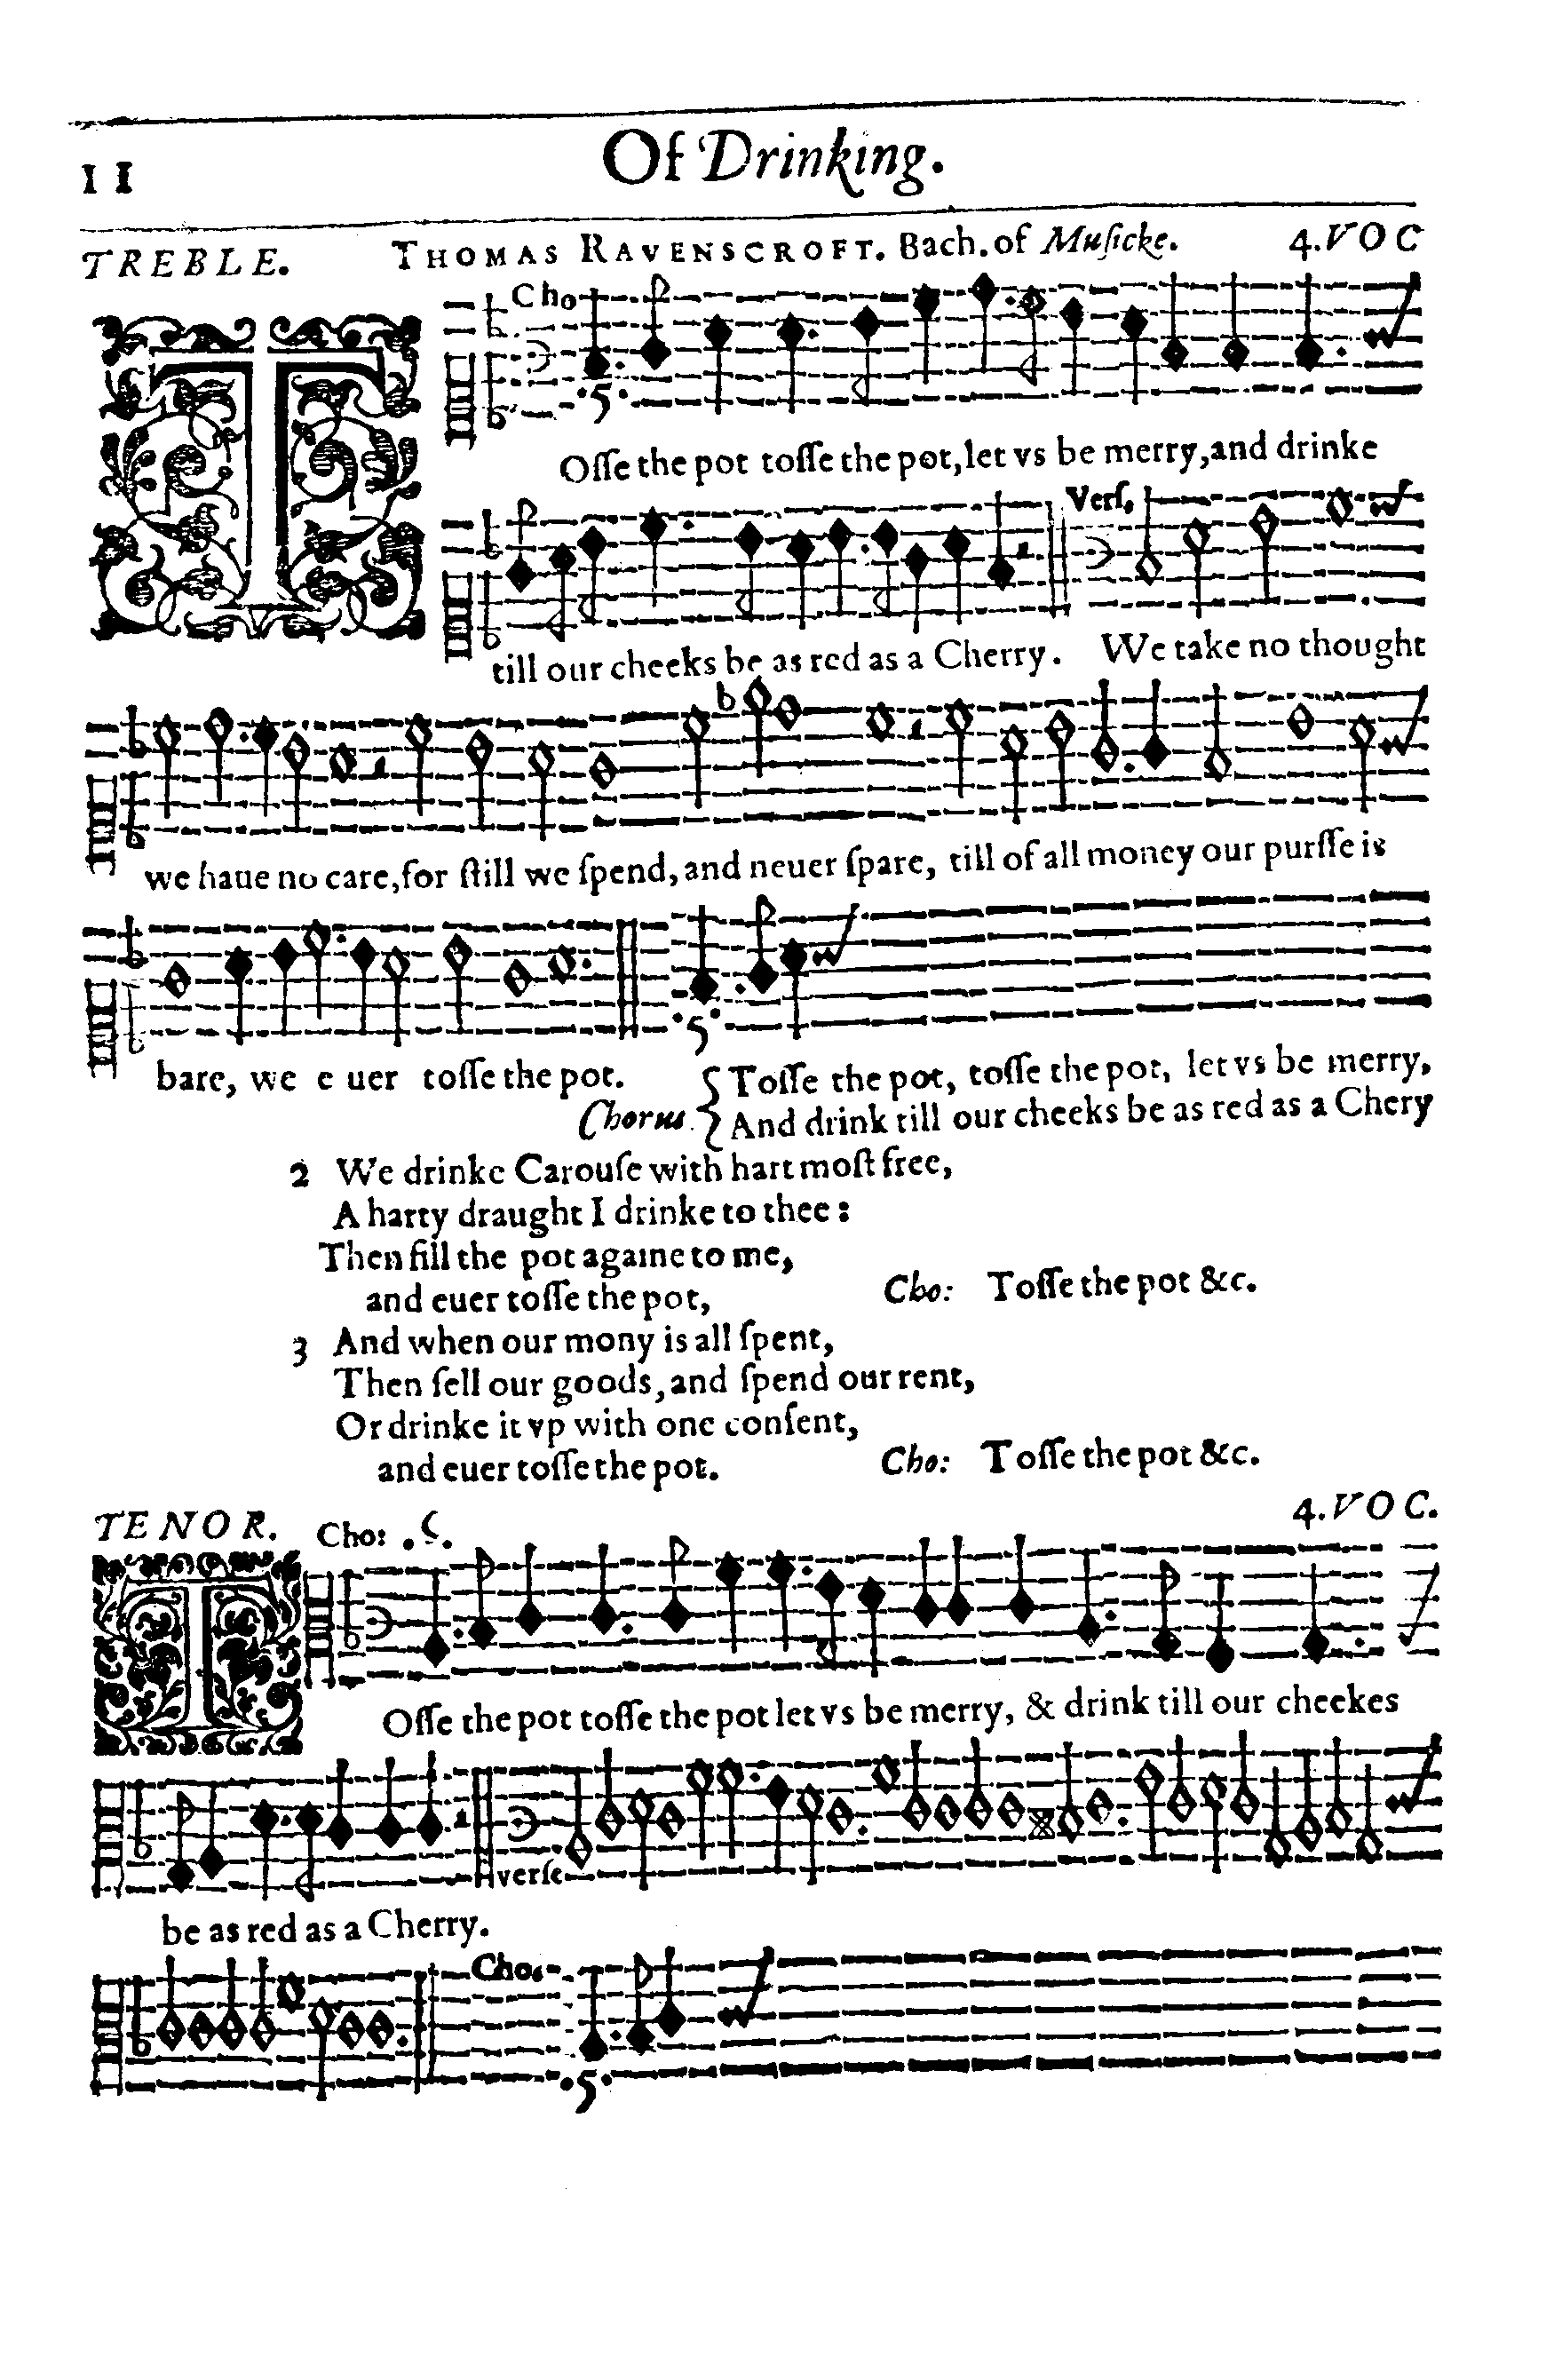 11
Of Drinking.
TREBLE. THOMAS RAVENSCROFT. Bach. of Muſicke. 4. VOC
Cho
.5.
TOſſe the pot toſſe the pot, let vs be merry, and drinke
Verſ,
till our cheeks be as red as a Cherry. We take no thought
we haue no care, for ſtill we ſpend, and neuer ſpare, till of all money our purſſe is
.5.
bare, we e uer toſſe the pot. { Toſſe the pot, toſſe the pot, let vs be merry,
Chorus. { And drink till our cheeks be as red as a Chery
2 We drinke Carouſe with hart moſt free,
A harty draught I drinke to thee:
Then fill the pot againe to me,
and euer toſſe the pot, Cho: Toſſe the pot &c.
3 And when our mony is all ſpent,
Then ſell our goods, and ſpend our rent,
Or drinke it vp with one conſent,
and euer toſſe the pot. Cho: Toſſe the pot &c.
TENOR. Cho: .5. 4. VOC.
TOſſe the pot toſſe the pot let vs be merry, & drink till our cheekes
verſe
be as red as a Cherry.
Cho.
.5.